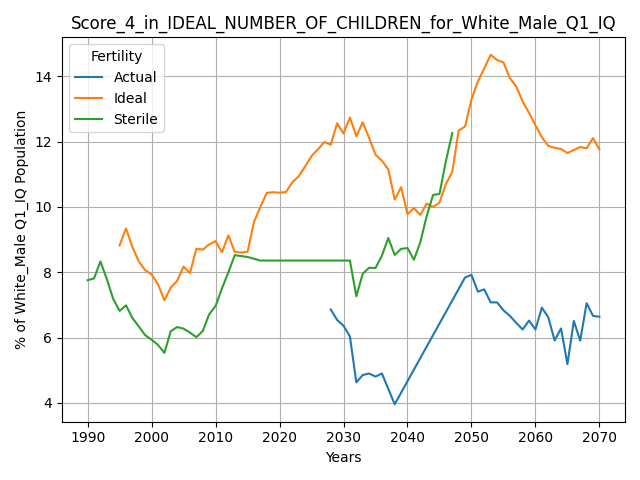 Score_4_in_IDEAL_NUMBER_OF_CHILDREN_for_White_Male_Q1_IQ
Fertility
Actual
Ideal
Sterile
% of White_Male Q1_IQ Population
14
12
10
8
6
4
1990 2000 2010 2020 2030 2040 2050 2060 2070
Years